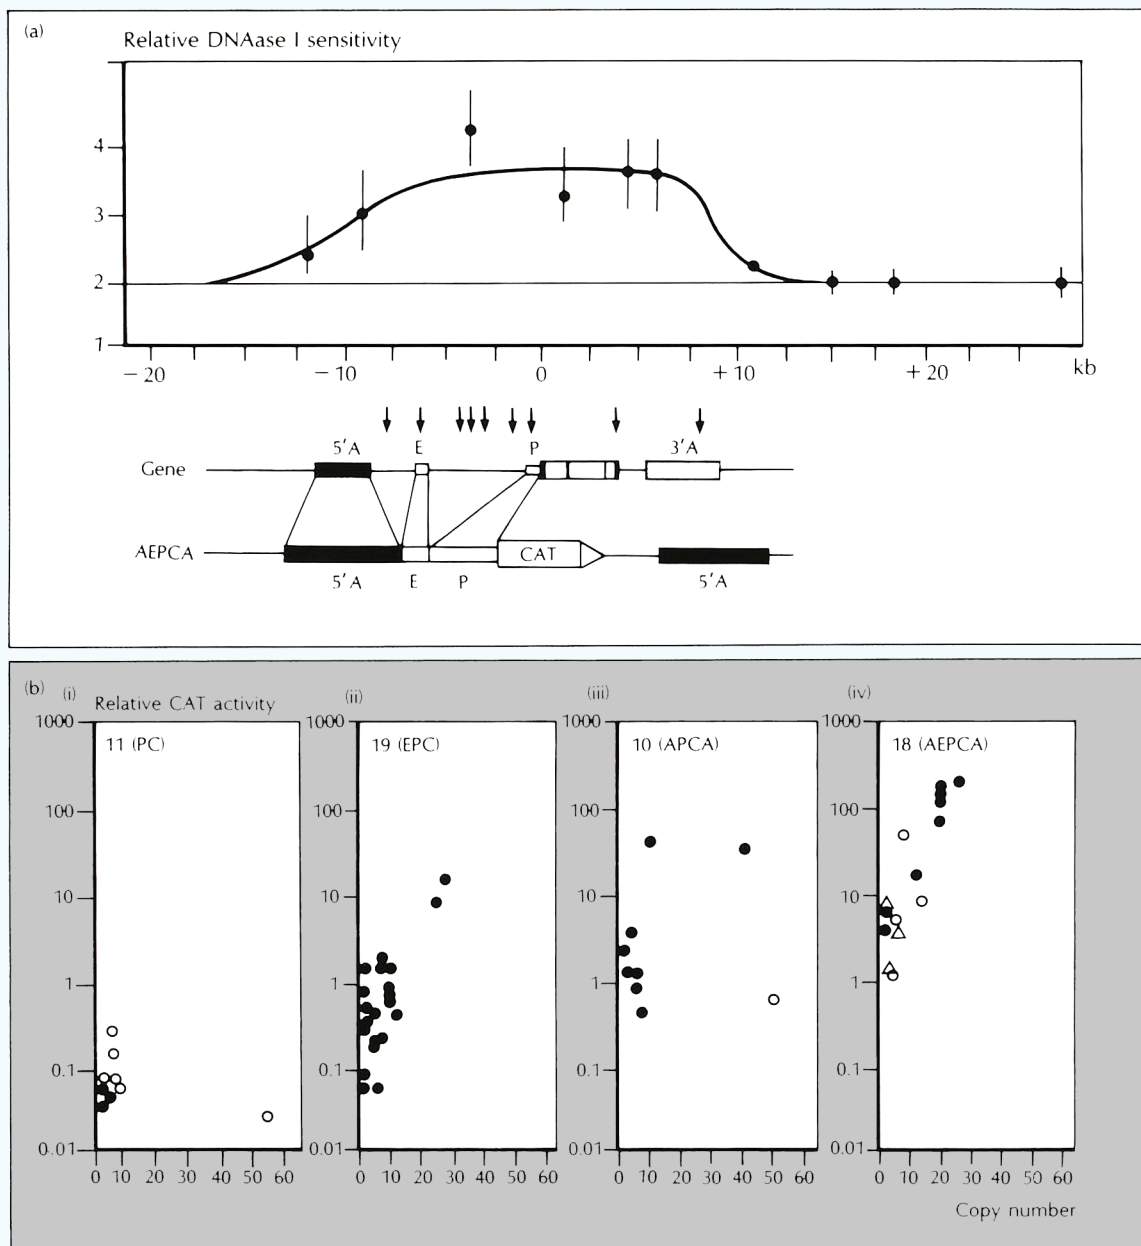 (a)
Relative DNAase I sensitivity
4
3
2
1
− 20 − 10 0 + 10 + 20 kb
5′A E P 3′A
Gene
AEPCA CAT
5′A E P 5′A
(b) (i) Relative CAT activity (ii) (iii) (iv)
1000 1000 1000 1000
11 (PC) 19 (EPC) 10 (APCA) 18 (AEPCA)
100 100 100 100
10 10 10 10
1 1 1 1
0.1 0.1 0.1 0.1
0.01 0.01 0.01 0.01
0 10 20 30 40 50 60 0 10 20 30 40 50 60 0 10 20 30 40 50 60 0 10 20 30 40 50 60
Copy number